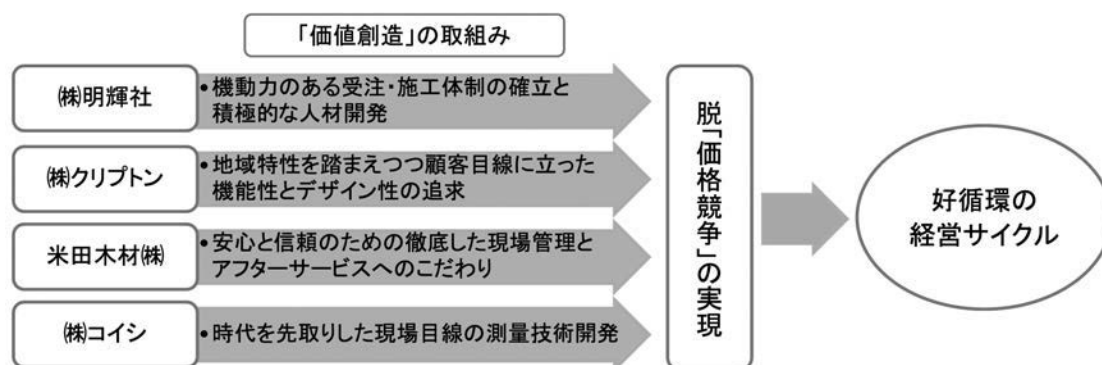 「価値創造」の取組み
㈱明輝社
•機動力のある受注・施工体制の確立と
積極的な人材開発
㈱クリプトン
•地域特性を踏まえつつ顧客目線に立った
機能性とデザイン性の追求
米田木材㈱
•安心と信頼のための徹底した現場管理と
アフターサービスへのこだわり
㈱コイシ
•時代を先取りした現場目線の測量技術開発
脱「価格競争」の実現
好循環の
経営サイクル